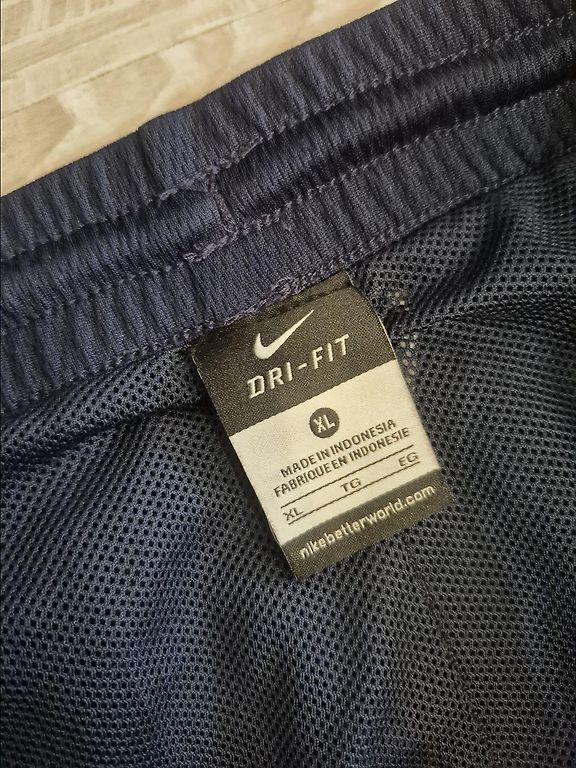 DRI-FIT
XL
MADE IN INDONESIA
FABRIQUE EN INDONESIE
XL TG EG
nikebetterworld.com